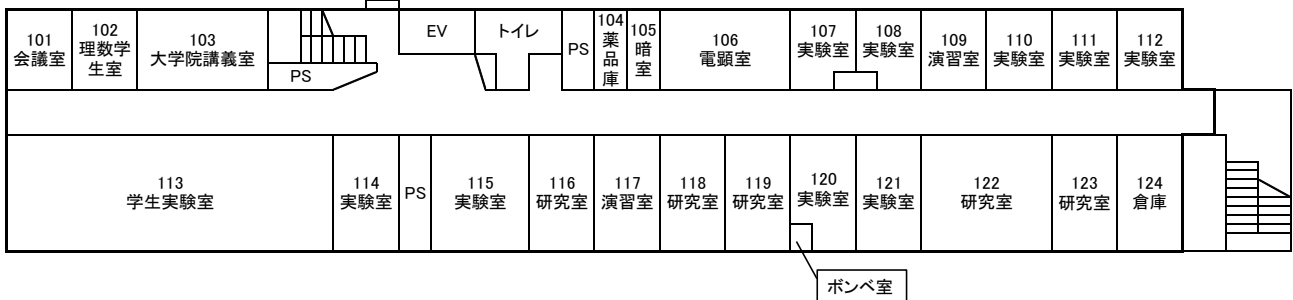 101
会議室
102
理数学
生室
103
大学院講義室
PS
EV
トイレ
PS
104
薬
品
庫
105
暗
室
106
電顕室
107
実験室
108
実験室
109
演習室
110
実験室
111
実験室
112
実験室
113
学生実験室
114
実験室
PS
115
実験室
116
研究室
117
演習室
118
研究室
119
研究室
120
実験室
121
実験室
122
研究室
123
研究室
124
倉庫
ボンベ室